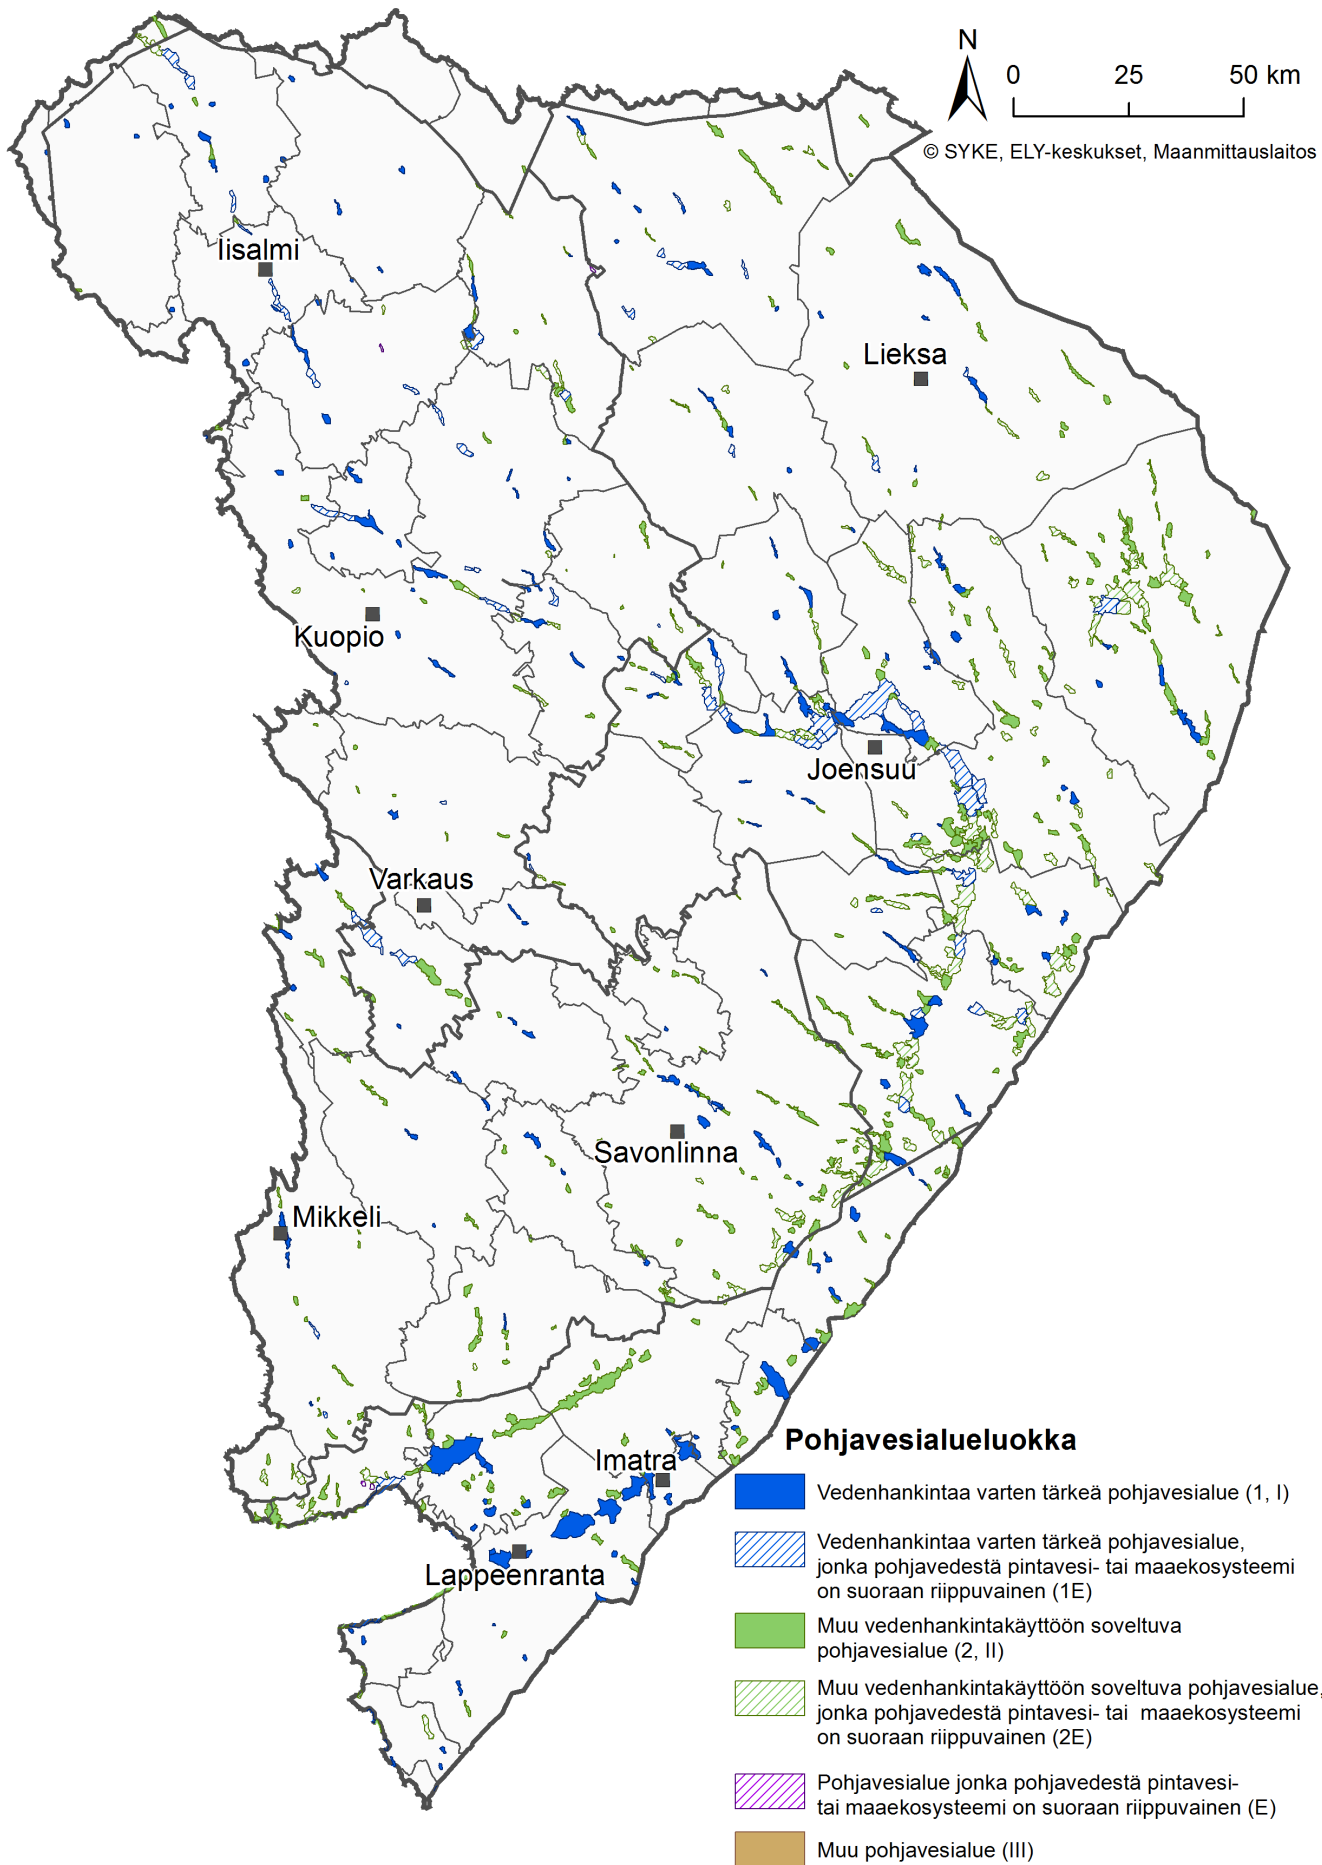 N
0 25 50 km
© SYKE, ELY-keskukset, Maanmittauslaitos
Iisalmi
Lieksa
Kuopio
Joensuu
Varkaus
Savonlinna
Mikkeli
Imatra
Lappeenranta
Pohjavesialueluokka
Vedenhankintaa varten tärkeä pohjavesialue (1, I)
Vedenhankintaa varten tärkeä pohjavesialue,
jonka pohjavedestä pintavesi- tai maaekosysteemi
on suoraan riippuvainen (1E)
Muu vedenhankintakäyttöön soveltuva
pohjavesialue (2, II)
Muu vedenhankintakäyttöön soveltuva pohjavesialue,
jonka pohjavedestä pintavesi- tai maaekosysteemi
on suoraan riippuvainen (2E)
Pohjavesialue jonka pohjavedestä pintavesi-
tai maaekosysteemi on suoraan riippuvainen (E)
Muu pohjavesialue (III)